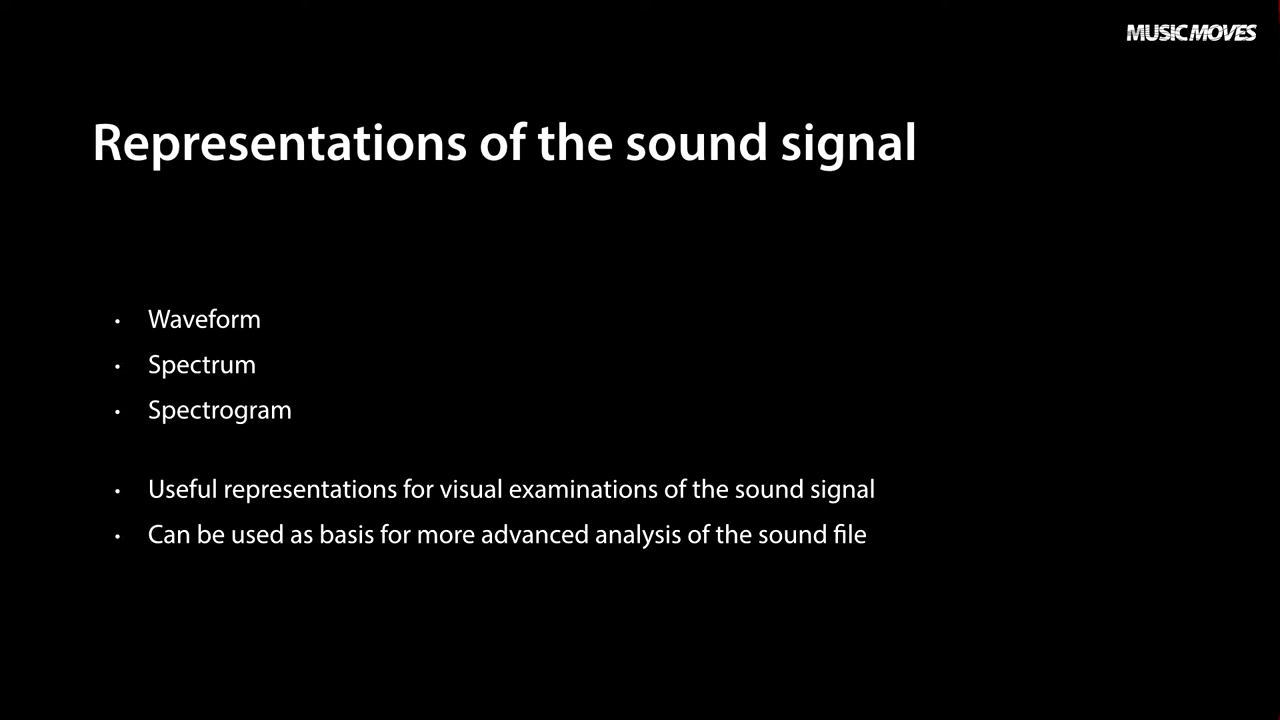 MUSIC MOVES
Representations of the sound signal
• Waveform
• Spectrum
• Spectrogram
• Useful representations for visual examinations of the sound signal
• Can be used as basis for more advanced analysis of the sound file